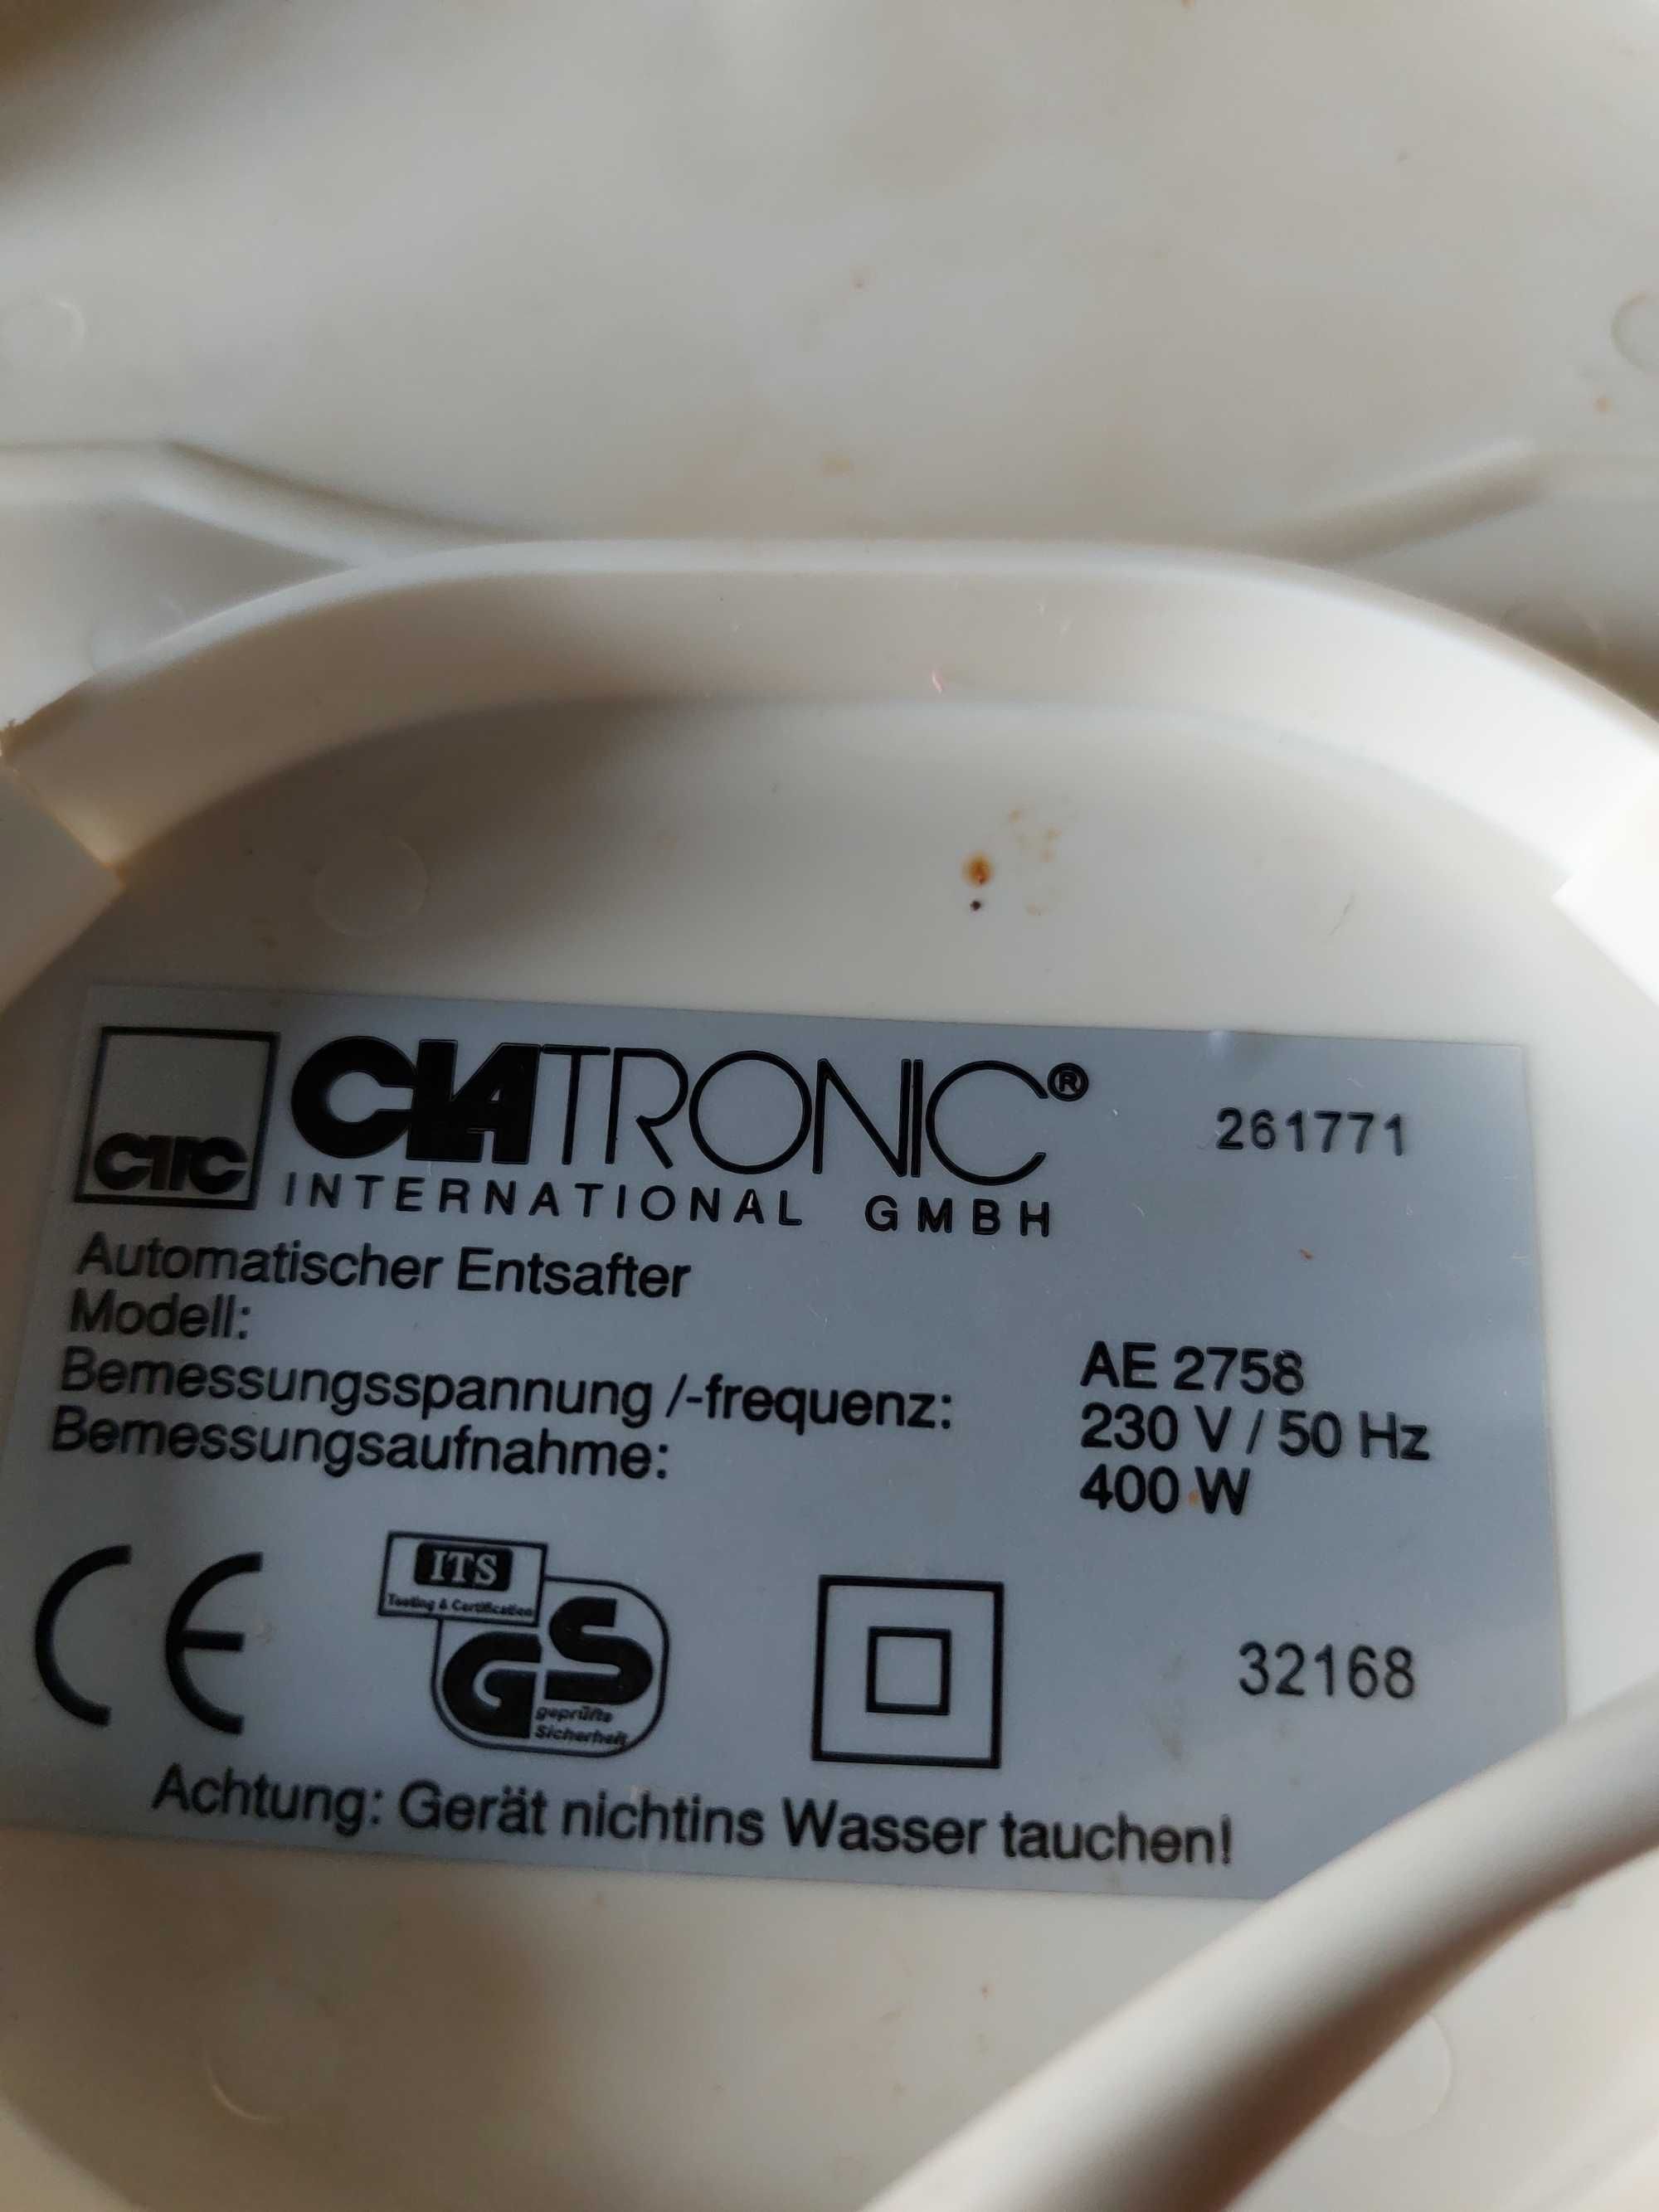 CTC
CLATRONIC®
261771
INTERNATIONAL GMBH
Automatischer Entsafter
Modell:
AE 2758
Bemessungsspannung /-frequenz:
230 V / 50 Hz
Bemessungsaufnahme:
400 W
CE
ITS
Testing & Certification
GS
geprüfte
Sicherheit
32168
Achtung: Gerät nichtins Wasser tauchen!